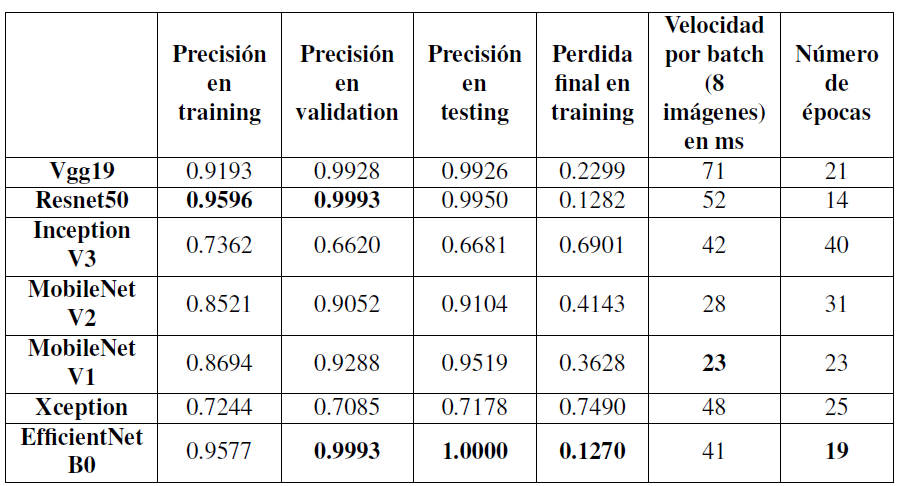 Precisión en training | Precisión en validation | Precisión en testing | Perdida final en training | Velocidad por batch (8 imágenes) en ms | Número de épocas
Vgg19 | 0.9193 | 0.9928 | 0.9926 | 0.2299 | 71 | 21
Resnet50 | 0.9596 | 0.9993 | 0.9950 | 0.1282 | 52 | 14
Inception V3 | 0.7362 | 0.6620 | 0.6681 | 0.6901 | 42 | 40
MobileNet V2 | 0.8521 | 0.9052 | 0.9104 | 0.4143 | 28 | 31
MobileNet V1 | 0.8694 | 0.9288 | 0.9519 | 0.3628 | 23 | 23
Xception | 0.7244 | 0.7085 | 0.7178 | 0.7490 | 48 | 25
EfficientNet B0 | 0.9577 | 0.9993 | 1.0000 | 0.1270 | 41 | 19